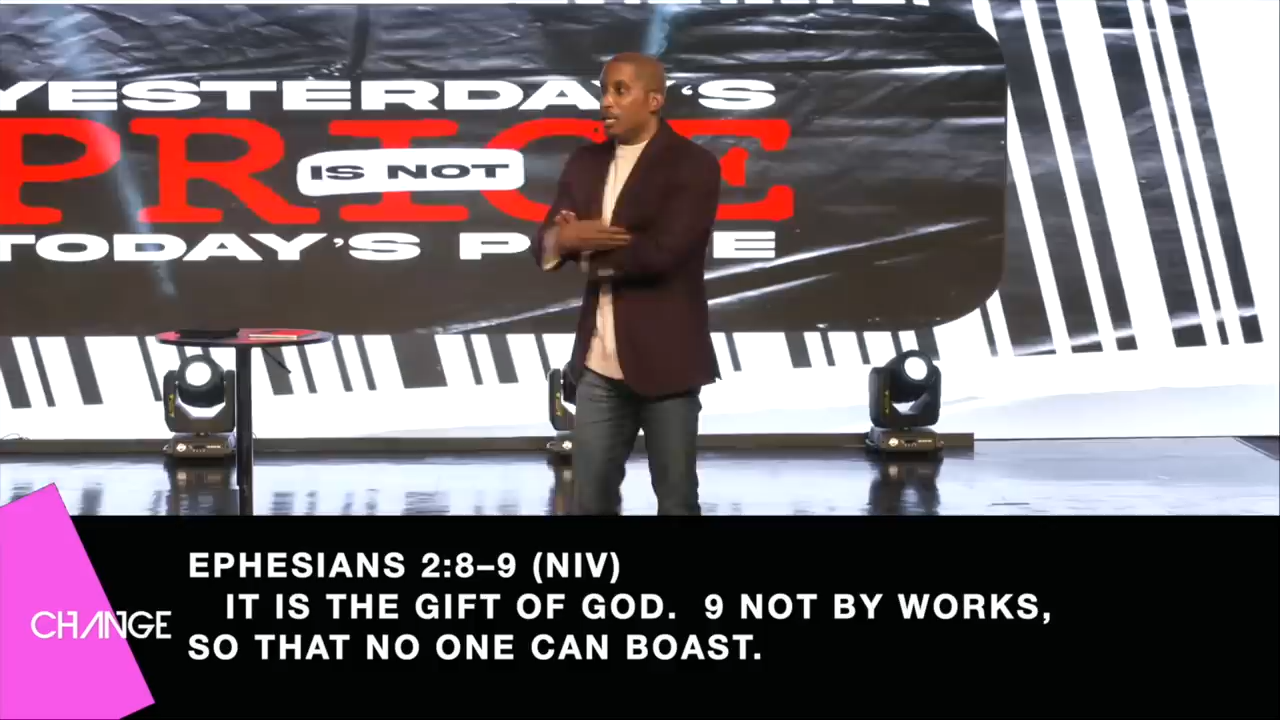 YESTERDAY'S
PRICE
IS NOT
TODAY'S P E
EPHESIANS 2:8–9 (NIV)
IT IS THE GIFT OF GOD. 9 NOT BY WORKS,
SO THAT NO ONE CAN BOAST.
CHANGE